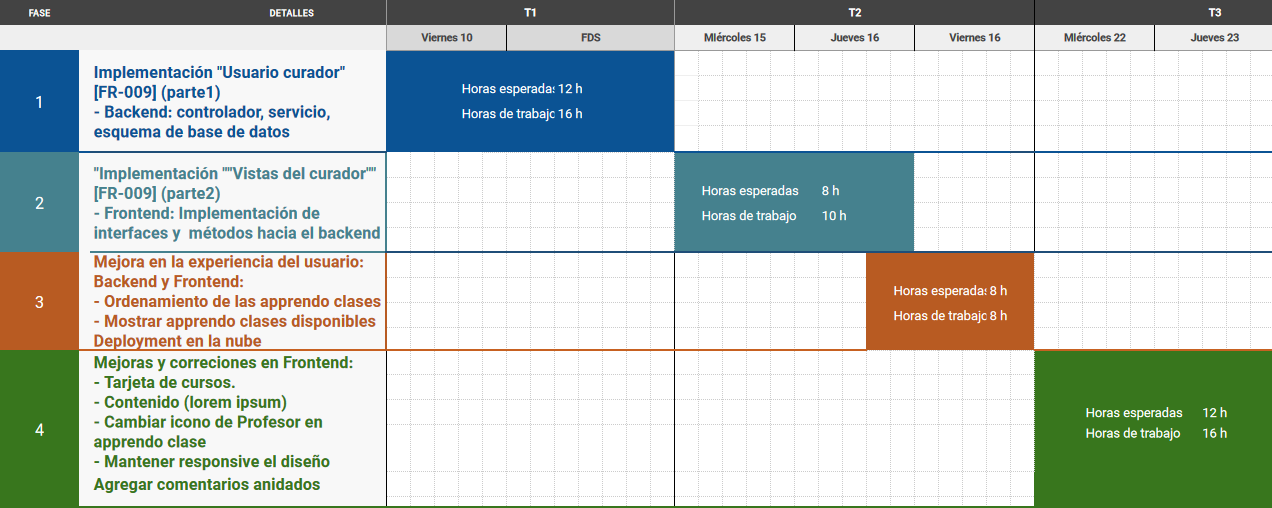 FASE DETALLES T1 T2 T3
Viernes 10 FDS MIércoles 15 Jueves 16 Viernes 16 MIércoles 22 Jueves 23
1
Implementación "Usuario curador"
[FR-009] (parte1)
- Backend: controlador, servicio,
esquema de base de datos
Horas esperadas 12 h
Horas de trabajo 16 h
2
"Implementación ""Vistas del curador""
[FR-009] (parte2)
- Frontend: Implementación de
interfaces y métodos hacia el backend
Horas esperadas 8 h
Horas de trabajo 10 h
3
Mejora en la experiencia del usuario:
Backend y Frontend:
- Ordenamiento de las apprendo clases
- Mostrar apprendo clases disponibles
Deployment en la nube
Horas esperadas 8 h
Horas de trabajo 8 h
4
Mejoras y correciones en Frontend:
- Tarjeta de cursos.
- Contenido (lorem ipsum)
- Cambiar icono de Profesor en
apprendo clase
- Mantener responsive el diseño
Agregar comentarios anidados
Horas esperadas 12 h
Horas de trabajo 16 h